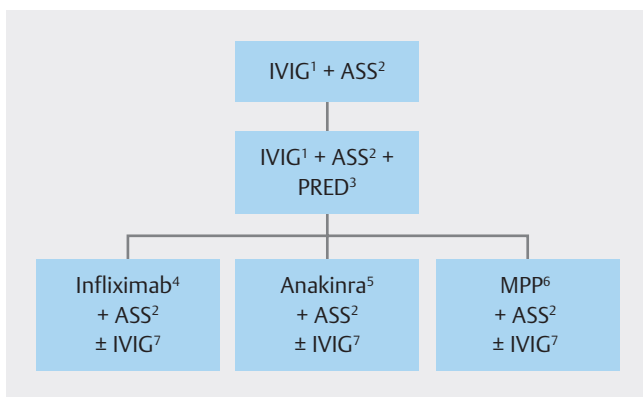 IVIG¹ + ASS²
IVIG¹ + ASS² +
PRED³
Infliximab⁴
+ ASS²
± IVIG⁷
Anakinra⁵
+ ASS²
± IVIG⁷
MPP⁶
+ ASS²
± IVIG⁷